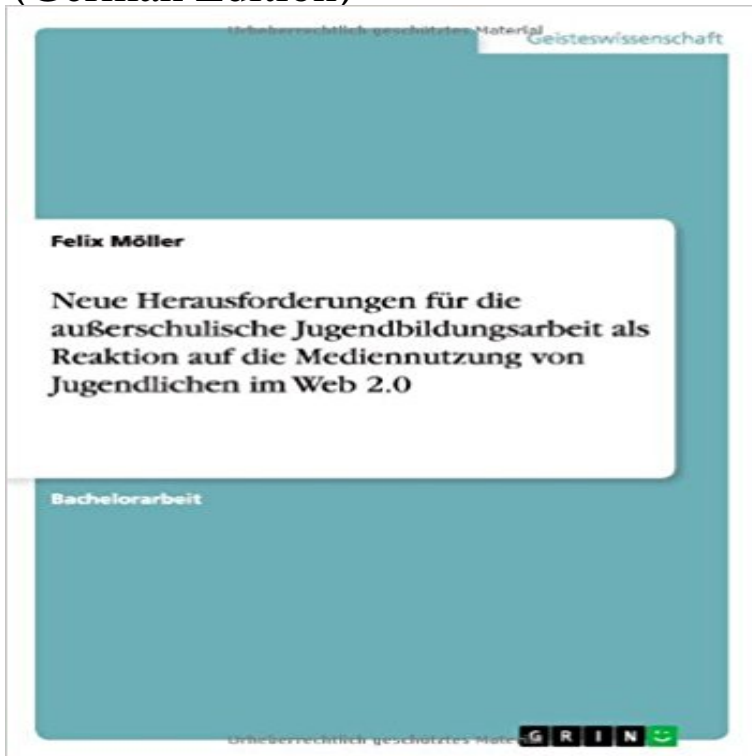 (German Edition)
Urheberrechtlich geschütztes Material
Geisteswissenschaft
Felix Möller
Neue Herausforderungen für die
außerschulische Jugendbildungsarbeit als
Reaktion auf die Mediennutzung von
Jugendlichen im Web 2.0
Bachelorarbeit
Urheberrechtlich geschütztes Mate
GRIN